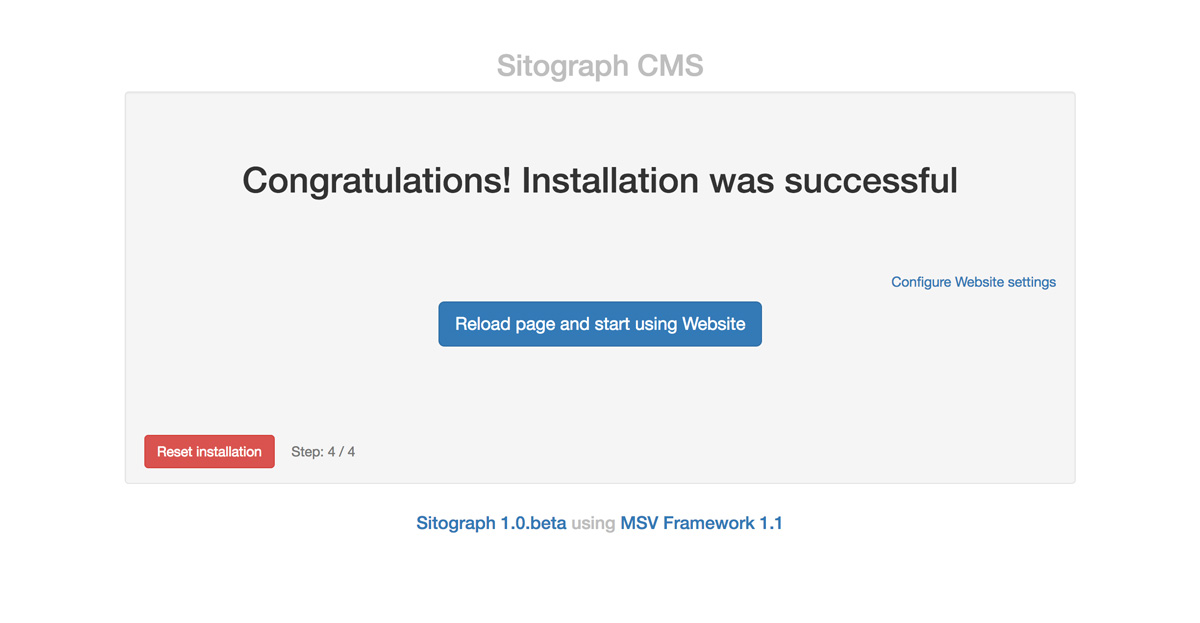 Sitograph CMS
Congratulations! Installation was successful
Configure Website settings
Reload page and start using Website
Reset installation Step: 4 / 4
Sitograph 1.0.beta using MSV Framework 1.1